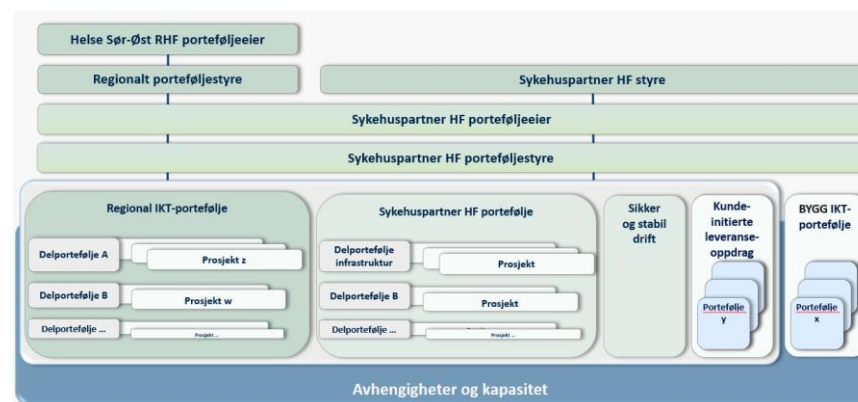 Helse Sør-Øst RHF porteføljeeier
Regionalt porteføljestyre
Sykehuspartner HF styre
Sykehuspartner HF porteføljeeier
Sykehuspartner HF porteføljestyre
Regional IKT-portefølje
Delportefølje A
Prosjekt z
Delportefølje B
Prosjekt w
Delportefølje ...
Prosjekt ...
Sykehuspartner HF portefølje
Delportefølje
infrastruktur
Prosjekt
Delportefølje B
Prosjekt
Delportefølje ...
Prosjekt ...
Sikker
og stabil
drift
Kunde-
initierte
leveranse-
oppdrag
Portefølje
y
BYGG IKT-
portefølje
Portefølje
x
Avhengigheter og kapasitet